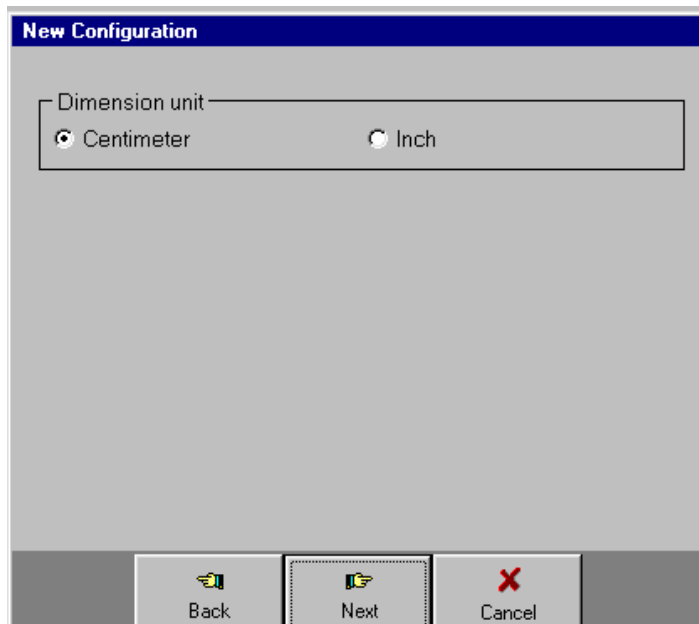 New Configuration
Dimension unit
Centimeter Inch
Back Next Cancel